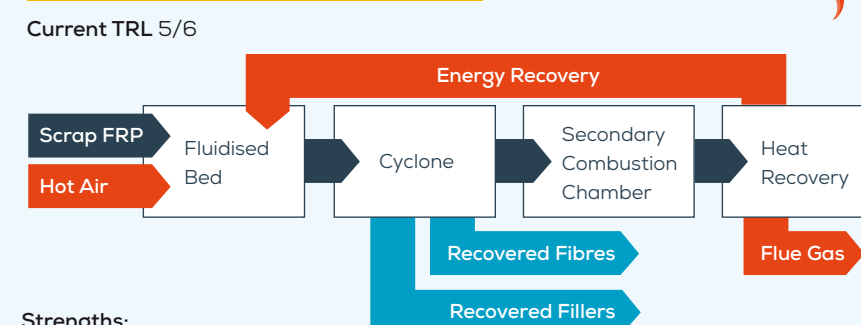 Current TRL 5/6
Energy Recovery
Scrap FRP
Hot Air
Fluidised
Bed
Cyclone
Secondary
Combustion
Chamber
Heat
Recovery
Recovered Fibres
Flue Gas
Recovered Fillers
Strengths: